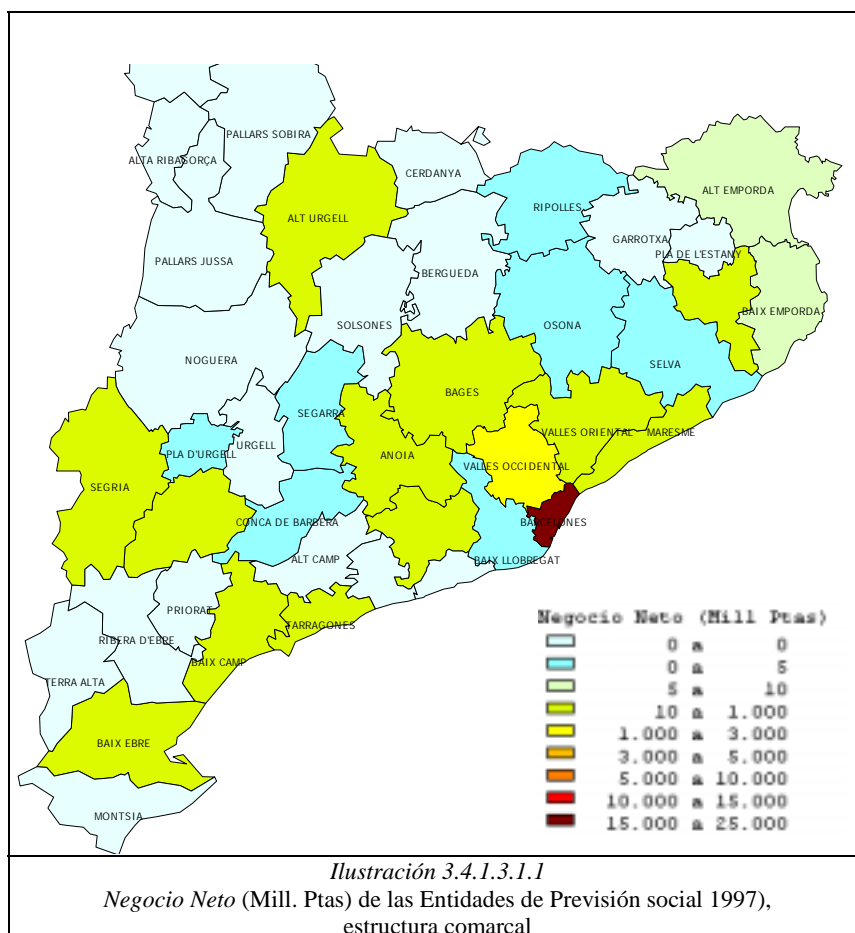 PALLARS SOBIRA
ALTA RIBAGORÇA
CERDANYA
ALT EMPORDA
RIPOLLES
ALT URGELL
GARROTXA
PLA DE L'ESTANY
PALLARS JUSSA
BERGUEDA
BAIX EMPORDA
SOLSONES
OSONA
NOGUERA
SELVA
BAGES
SEGARRA
VALLES ORIENTAL
MARESME
URGELL
PLA D'URGELL
ANOIA
VALLES OCCIDENTAL
SEGRIA
CONCA DE BARBERA
BARCELONES
ALT CAMP
BAIX LLOBREGAT
PRIORAT
TARRAGONES
RIBERA D'EBRE
BAIX CAMP
TERRA ALTA
BAIX EBRE
MONTSIA
Negocio Neto (Mill Ptas)
0 a 0
0 a 5
5 a 10
10 a 1.000
1.000 a 3.000
3.000 a 5.000
5.000 a 10.000
10.000 a 15.000
15.000 a 25.000
Ilustración 3.4.1.3.1.1
Negocio Neto (Mill. Ptas) de las Entidades de Previsión social 1997),
estructura comarcal